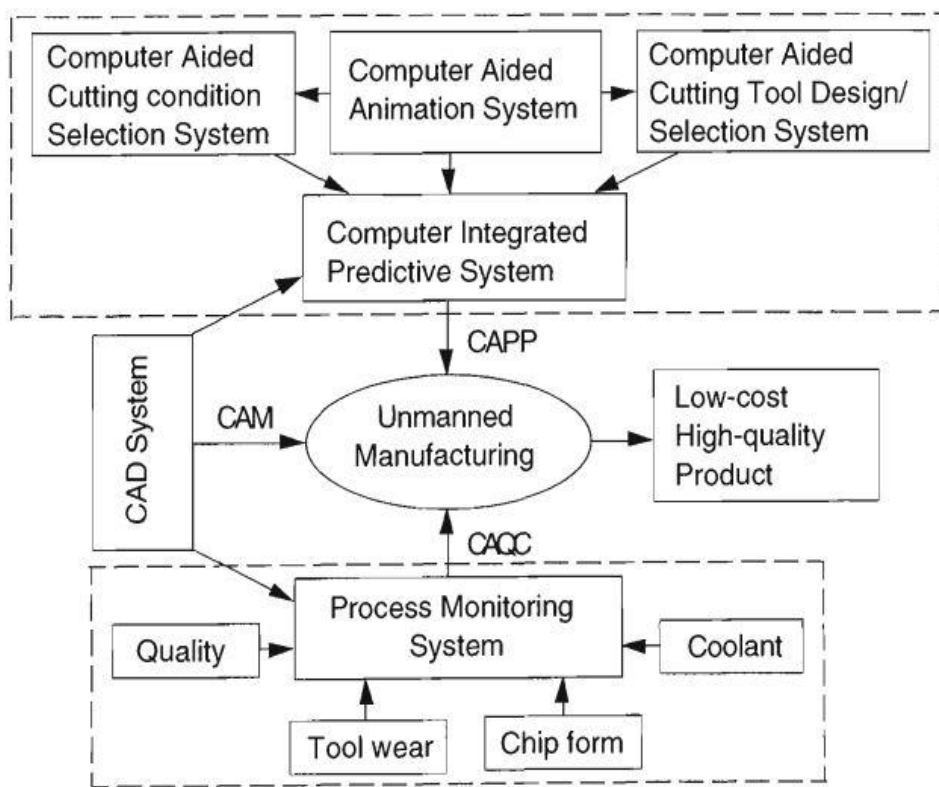 Computer Aided
Cutting condition
Selection System
Computer Aided
Animation System
Computer Aided
Cutting Tool Design/
Selection System
Computer Integrated
Predictive System
CAPP
CAD System
CAM
Unmanned
Manufacturing
Low-cost
High-quality
Product
CAQC
Process Monitoring
System
Quality
Coolant
Tool wear
Chip form